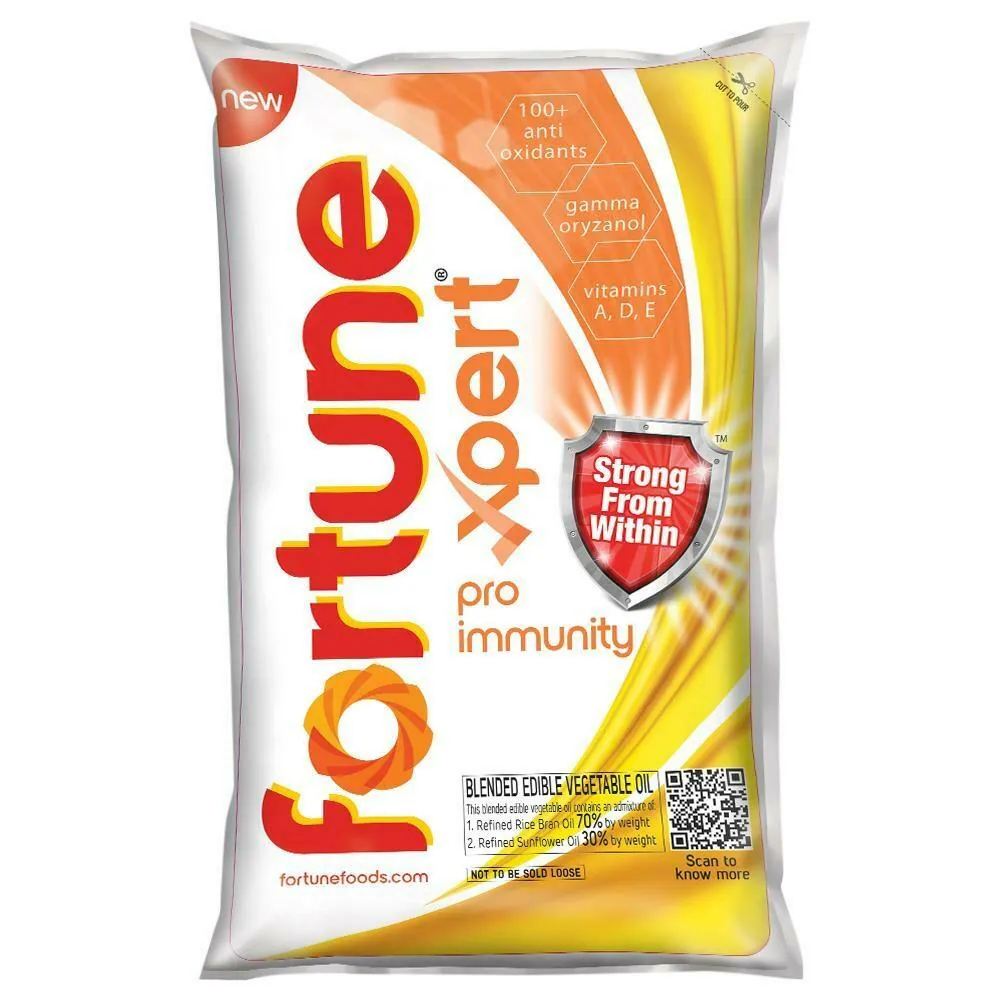 new
CUT TO POUR
100+
anti
oxidants
gamma
oryzanol
vitamins
A, D, E
fortune
Xpert®
pro
immunity
Strong
From
Within
TM
BLENDED EDIBLE VEGETABLE OIL
This blended edible vegetable oil contains an admixture of:
1. Refined Rice Bran Oil 70% by weight
2. Refined Sunflower Oil 30% by weight
NOT TO BE SOLD LOOSE
Scan to
know more
fortunefoods.com